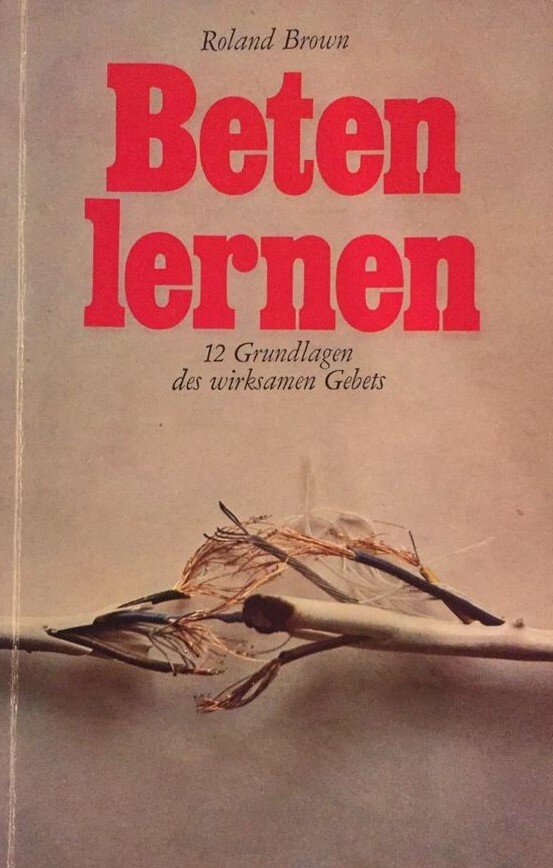 Roland Brown
Beten
lernen
12 Grundlagen
des wirksamen Gebets